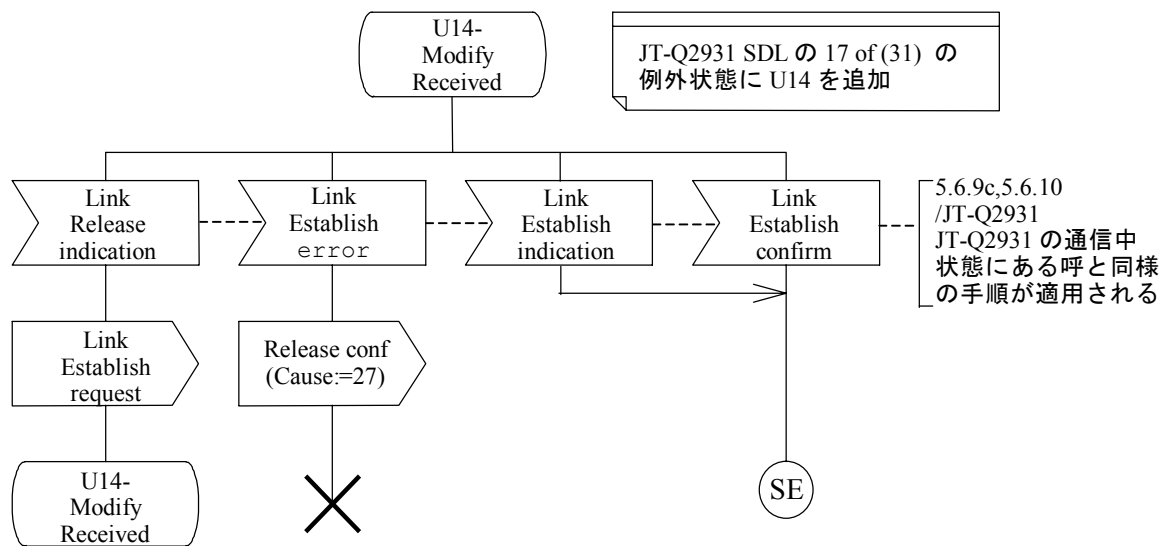 U14-
Modify
Received
JT-Q2931 SDL の 17 of (31) の
例外状態に U14 を追加
Link
Release
indication
Link
Establish
error
Link
Establish
indication
Link
Establish
confirm
5.6.9c,5.6.10
/JT-Q2931
JT-Q2931 の通信中
状態にある呼と同様
の手順が適用される
Link
Establish
request
Release conf
(Cause:=27)
U14-
Modify
Received
SE